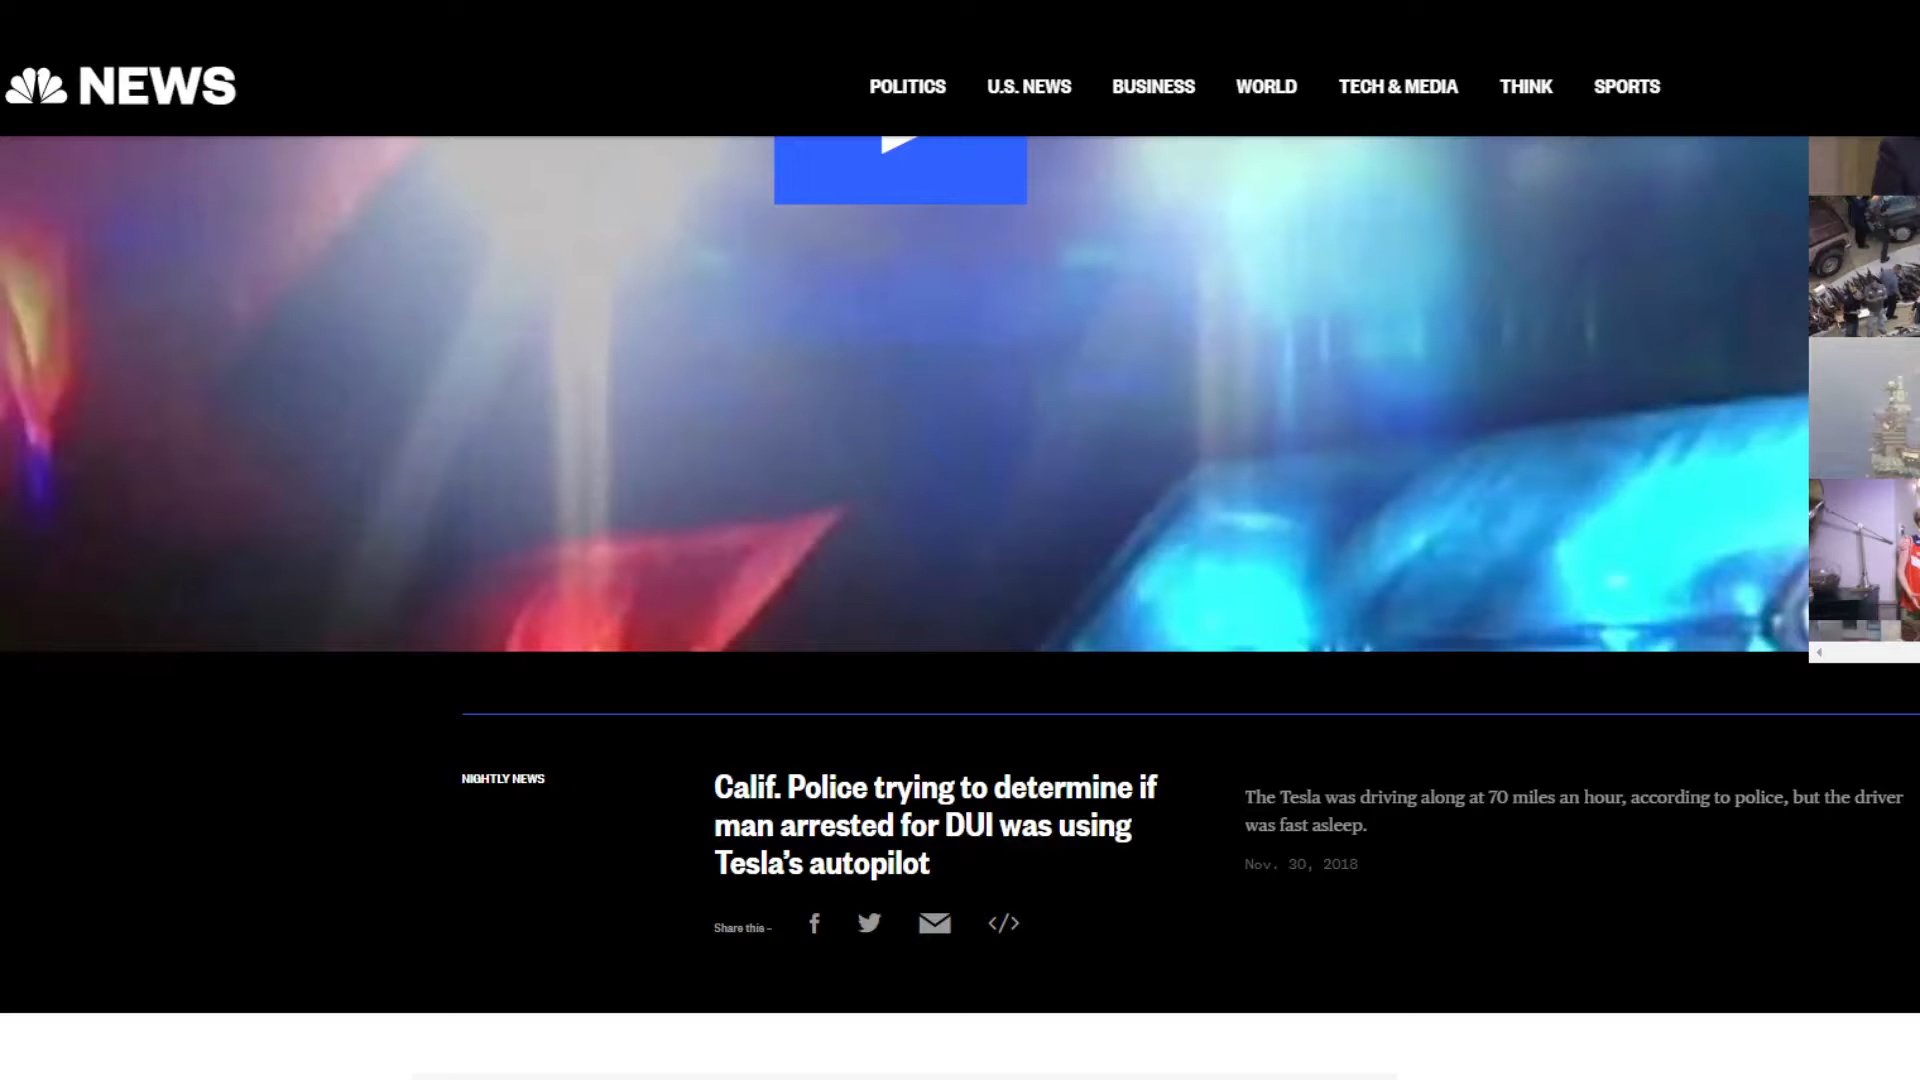 NEWS
POLITICS U.S. NEWS BUSINESS WORLD TECH & MEDIA THINK SPORTS
NIGHTLY NEWS
Calif. Police trying to determine if
man arrested for DUI was using
Tesla's autopilot
Share this -
The Tesla was driving along at 70 miles an hour, according to police, but the driver
was fast asleep.
Nov. 30, 2018